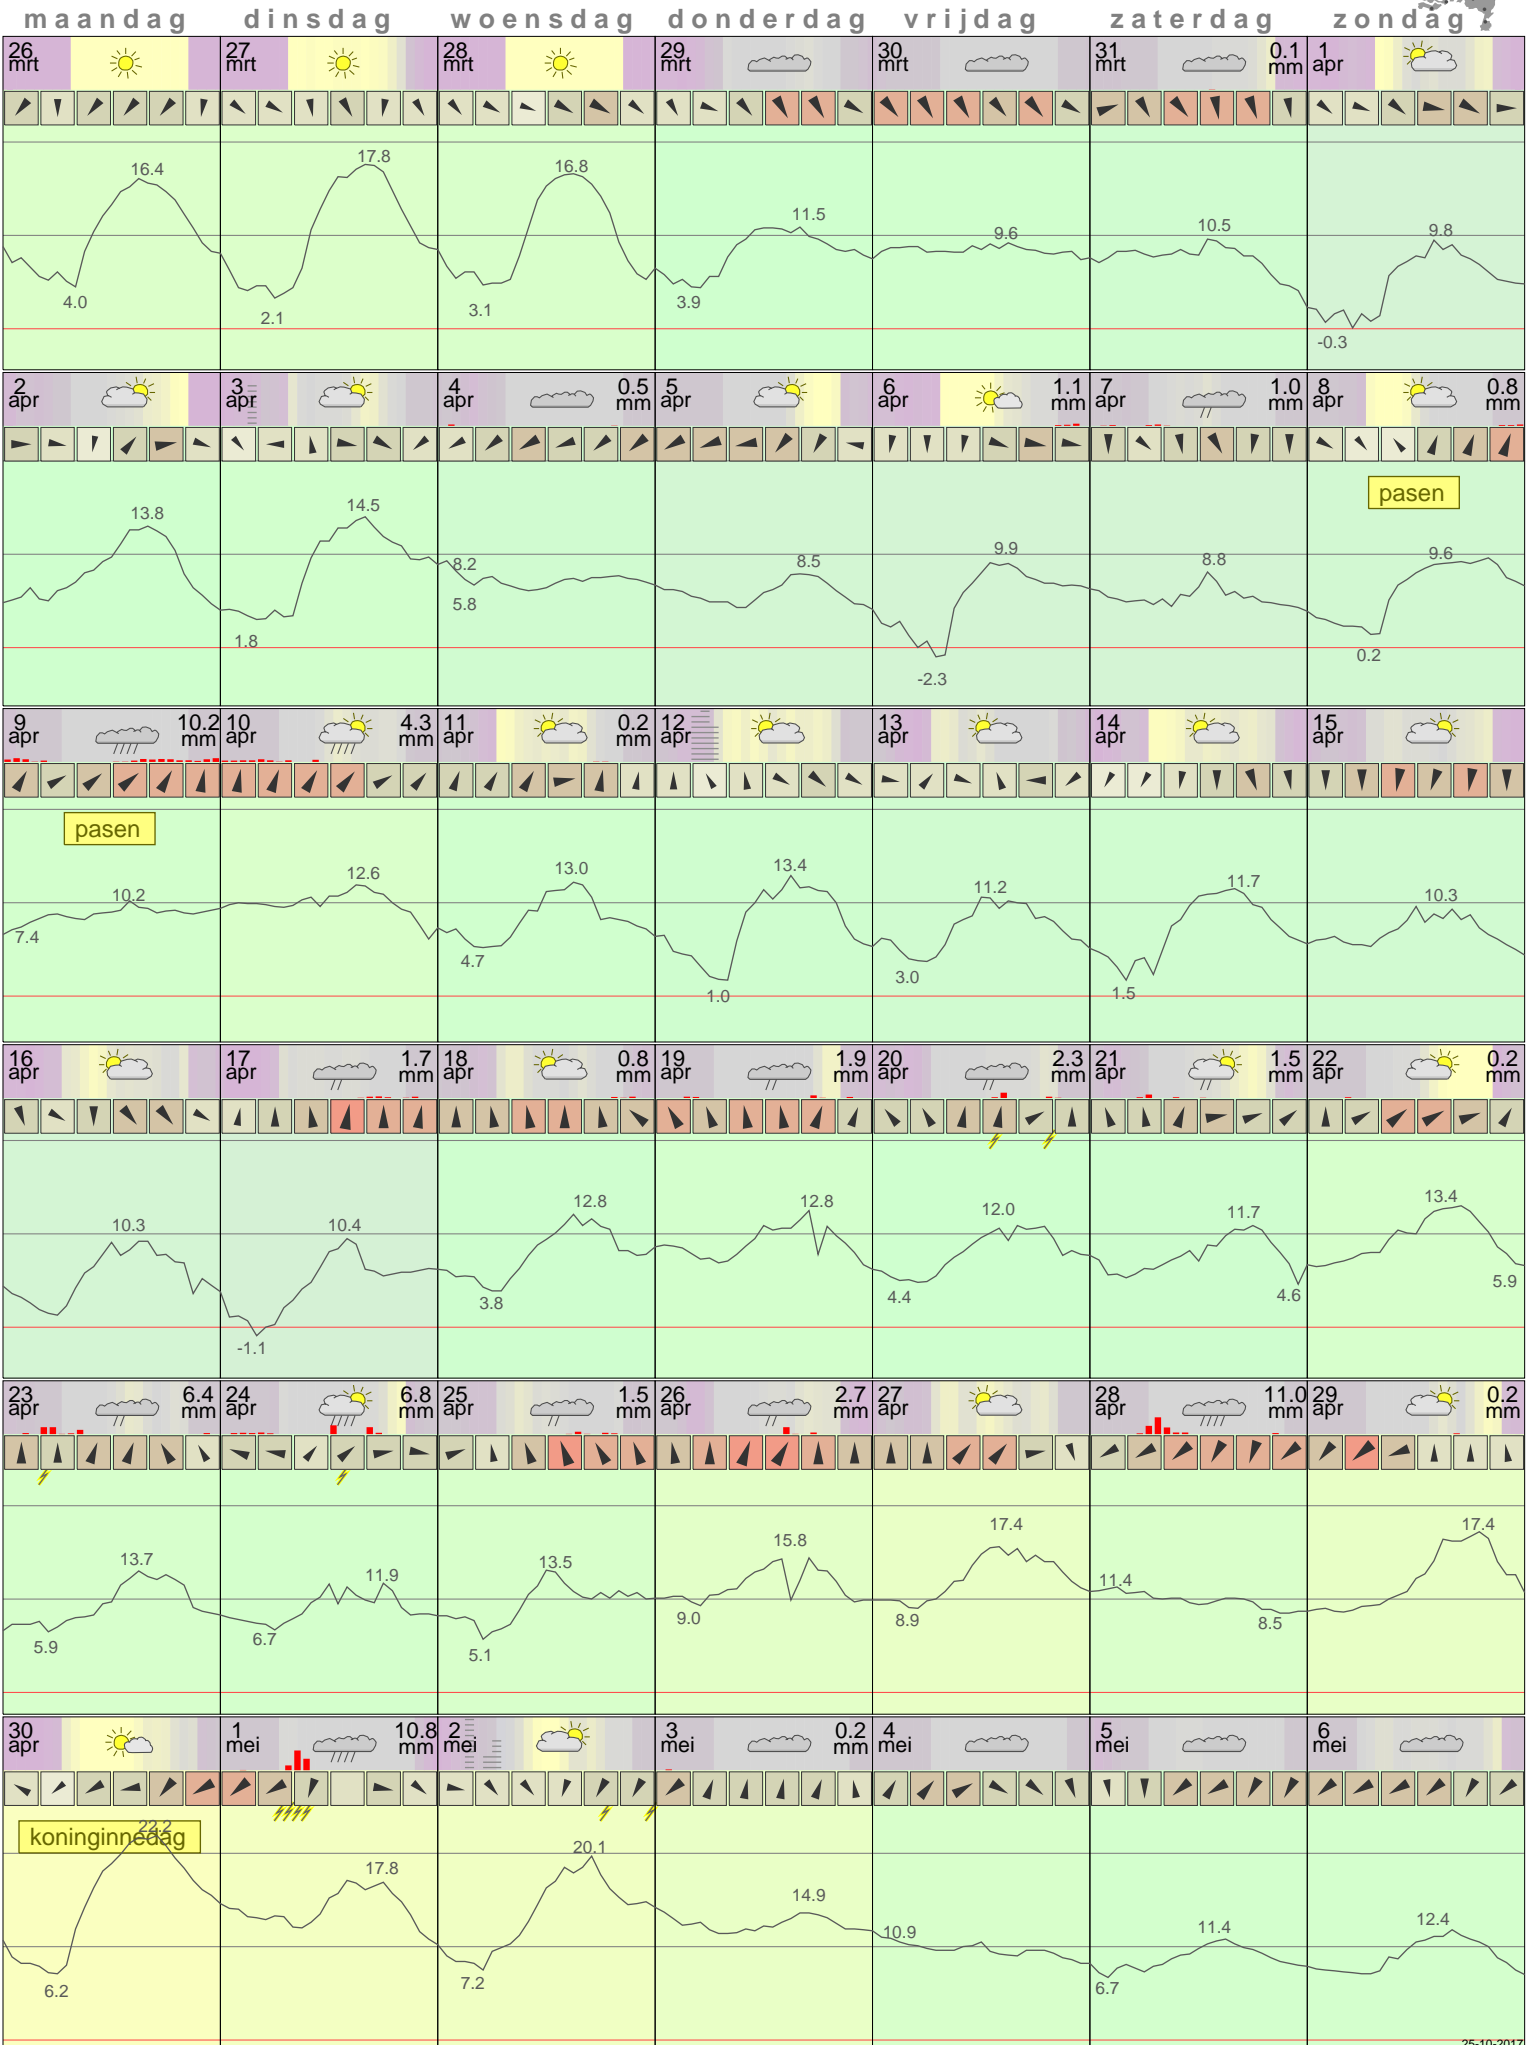 maandag dinsdag woensdag donderdag vrijdag zaterdag zondag
26 27 28 29 30 31 0.1 1
mrt mrt mrt mrt mrt mrt mm apr
16.4 17.8 16.8 11.5 9.6 10.5 9.8
4.0 2.1 3.1 3.9 -0.3
2 3 4 0.5 5 6 1.1 7 1.0 8 0.8
apr apr apr mm apr apr mm apr mm apr mm
pasen
13.8 14.5 8.2 8.5 9.9 8.8 9.6
1.8 5.8 -2.3 0.2
9 10.2 10 4.3 11 0.2 12 13 14 15
apr mm apr mm apr mm apr apr apr apr
pasen
10.2 12.6 13.0 13.4 11.2 11.7 10.3
7.4 4.7 1.0 3.0 1.5
16 17 1.7 18 0.8 19 1.9 20 2.3 21 1.5 22 0.2
apr apr mm apr mm apr mm apr mm apr mm apr mm
10.3 10.4 12.8 12.8 12.0 11.7 13.4
-1.1 3.8 4.4 4.6 5.9
23 6.4 24 6.8 25 1.5 26 2.7 27 28 11.0 29 0.2
apr mm apr mm apr mm apr mm apr apr mm apr mm
13.7 11.9 13.5 15.8 17.4 11.4 17.4
5.9 6.7 5.1 9.0 8.9 8.5
30 1 10.8 2 3 0.2 4 5 6
apr mei mm mei mei mm mei mei mei
koninginnedag
22.2 17.8 20.1 14.9 10.9 11.4 12.4
6.2 7.2 6.7
25-10-2017